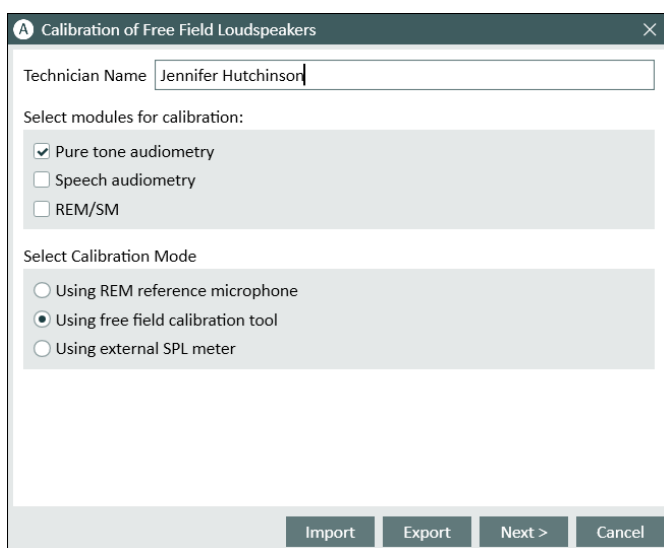 A Calibration of Free Field Loudspeakers
Technician Name Jennifer Hutchinson
Select modules for calibration:
Pure tone audiometry
Speech audiometry
REM/SM
Select Calibration Mode
Using REM reference microphone
Using free field calibration tool
Using external SPL meter
Import Export Next > Cancel